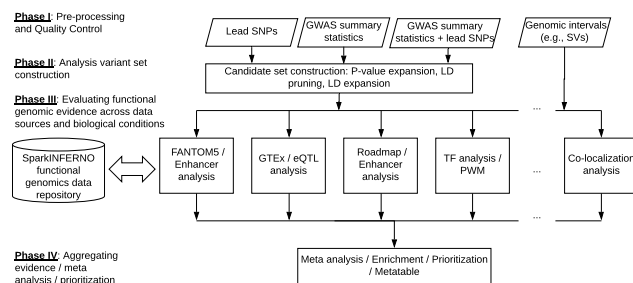 Phase I: Pre-processing
and Quality Control
Lead SNPs
GWAS summary
statistics
GWAS summary
statistics + lead SNPs
Genomic intervals
(e.g., SVs)
Phase II: Analysis variant set
construction
Candidate set construction: P-value expansion, LD
pruning, LD expansion
Phase III: Evaluating functional
genomic evidence across data
sources and biological conditions
...
SparkINFERNO
functional
genomics data
repository
FANTOM5 /
Enhancer
analysis
GTEx / eQTL
analysis
Roadmap /
Enhancer
analysis
TF analysis /
PWM
...
Co-localization
analysis
...
Phase IV: Aggregating
evidence / meta
analysis / prioritization
Meta analysis / Enrichment / Prioritization
/ Metatable